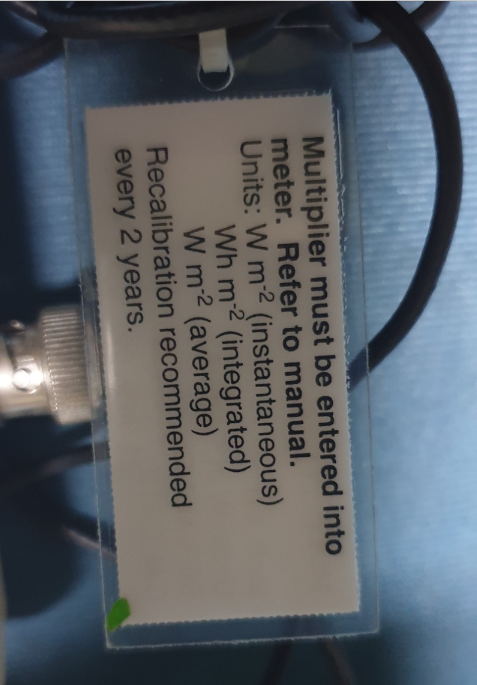 Multiplier must be entered into
meter. Refer to manual.
Units: W m-2 (instantaneous)
Wh m-2 (integrated)
W m-2 (average)
Recalibration recommended
every 2 years.